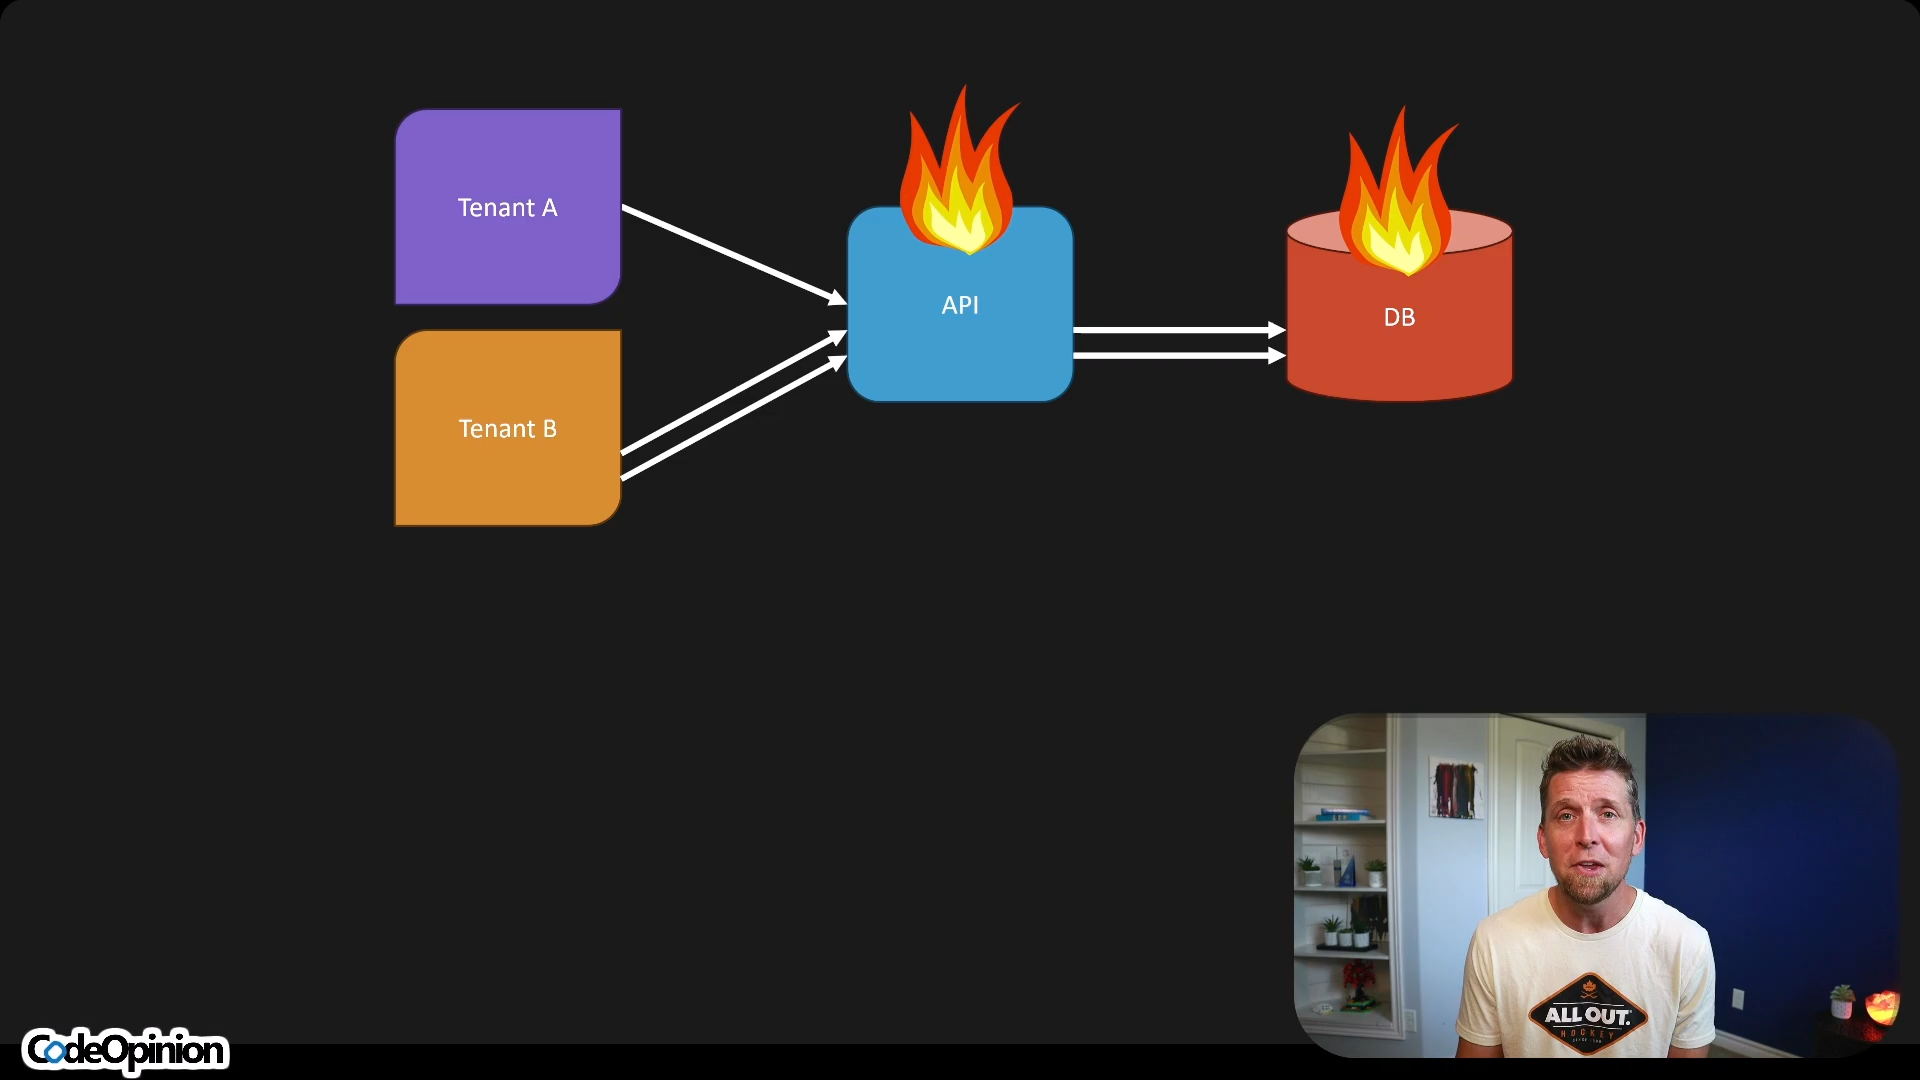 Tenant A
API
DB
Tenant B
ALL OUT.
HOCKEY
CodeOpinion